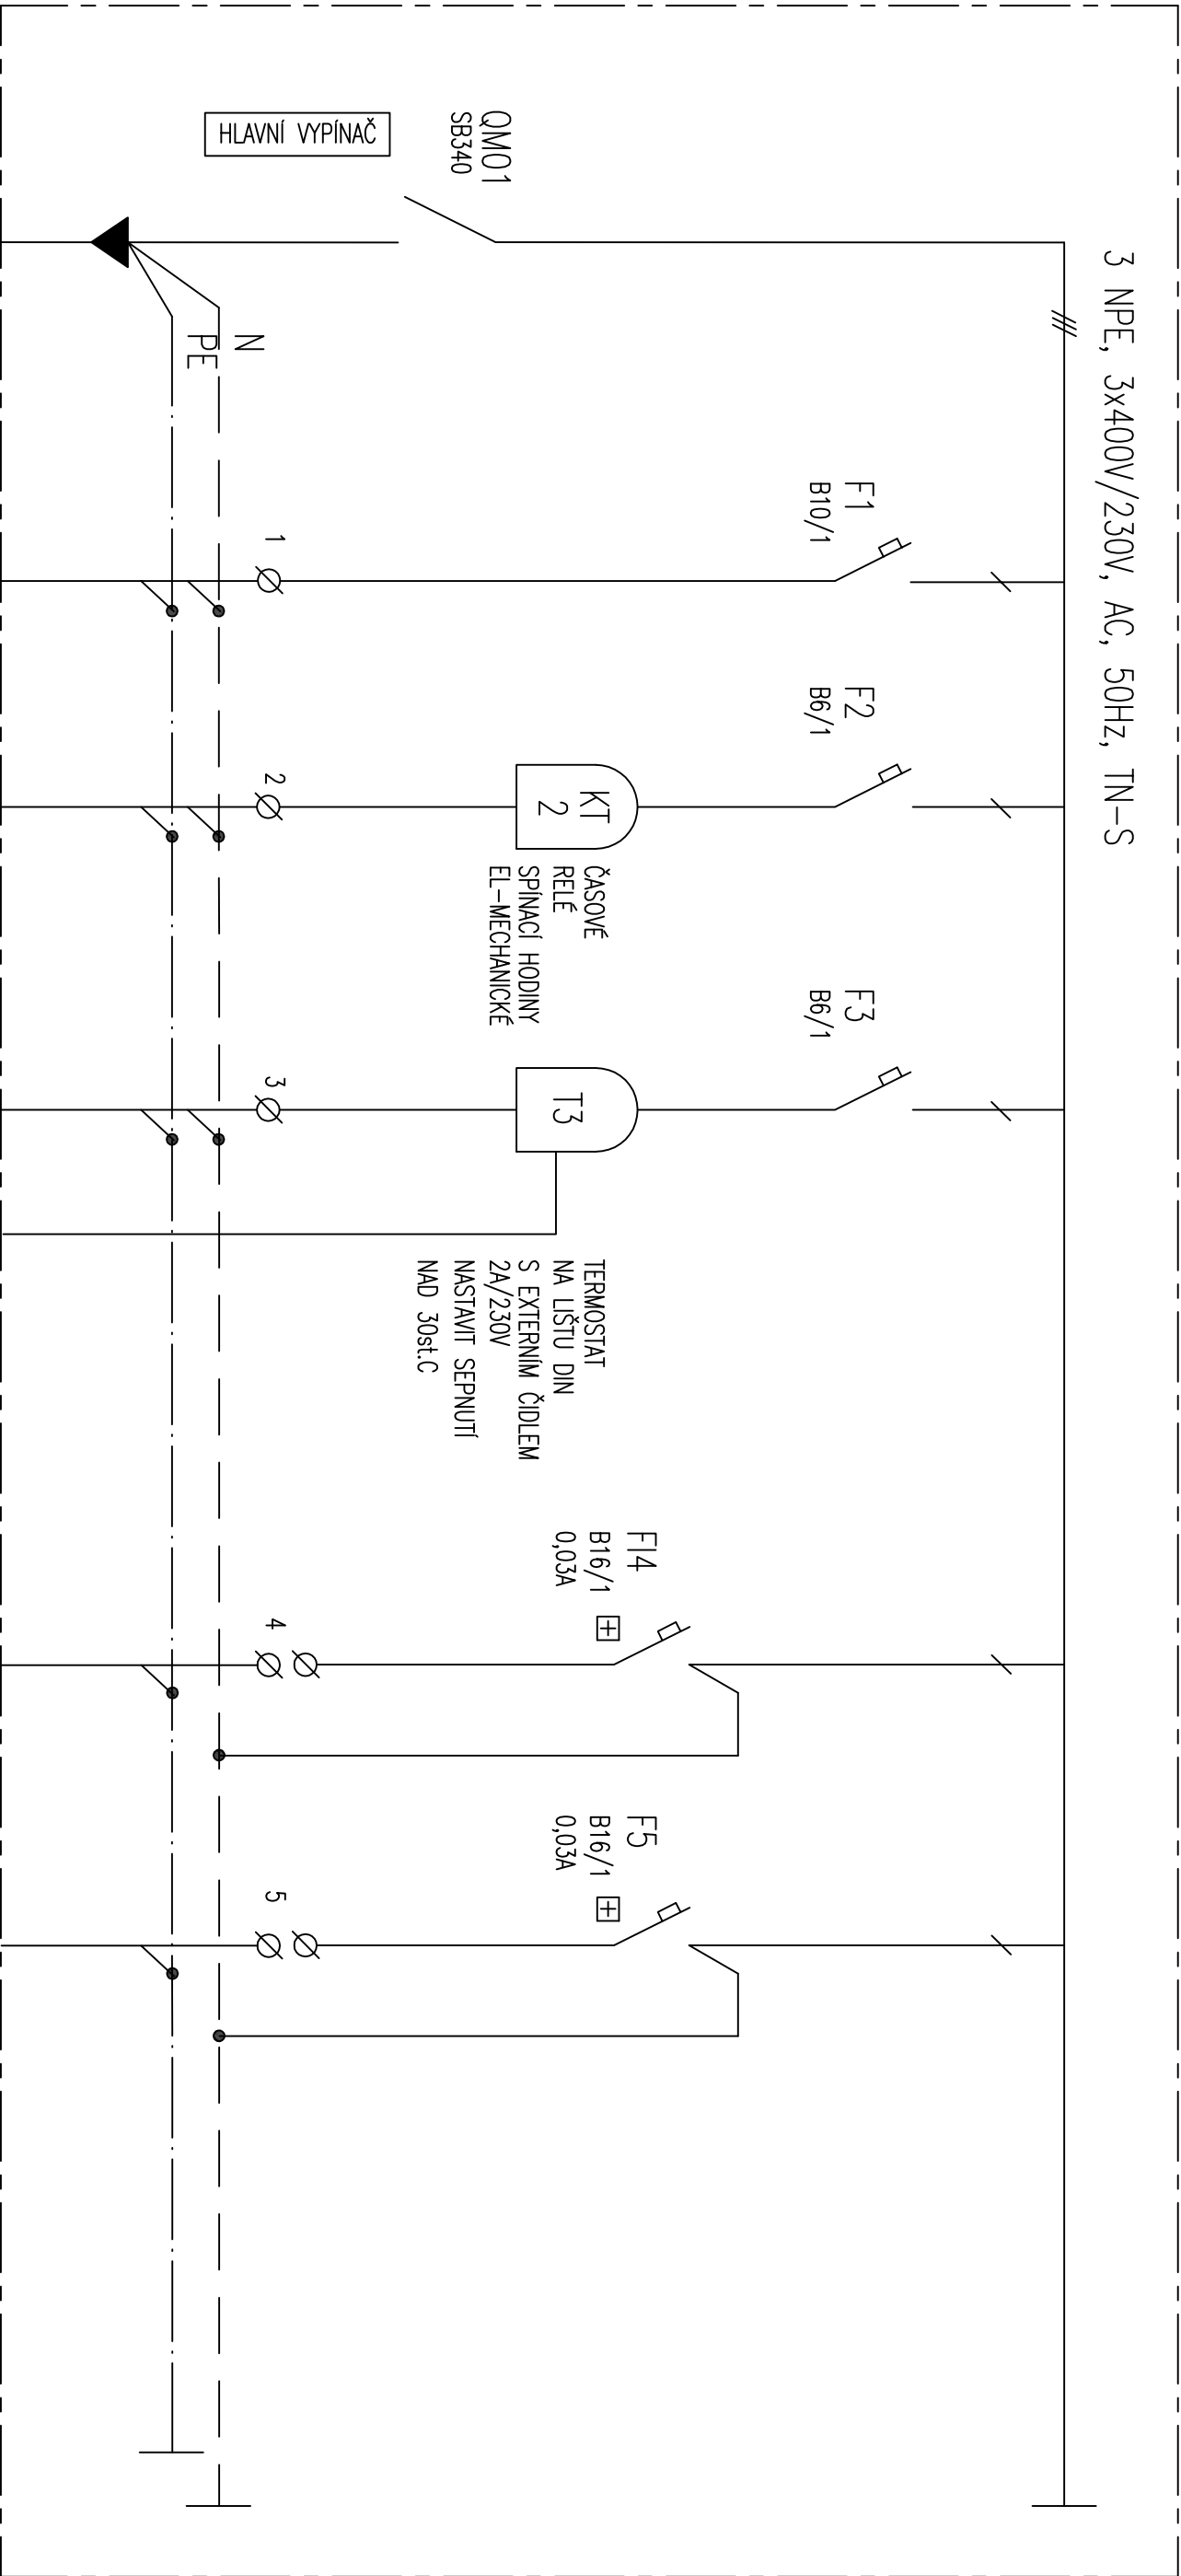 3 NPE, 3x400V/230V, AC, 50Hz, TN-S
QM01
SB340
HLAVNÍ VYPÍNAČ
N
PE
F1
B10/1
1
F2
B6/1
KT
2
ČASOVÉ
RELÉ
SPÍNACÍ HODINY
EL-MECHANICKÉ
2
F3
B6/1
T3
3
TERMOSTAT
NA LIŠTU DIN
S EXTERNÍM ČIDLEM
2A/230V
NASTAVIT SEPNUTÍ
NAD 30st.C
FI4
B16/1
0,03A
4
F5
B16/1
0,03A
5